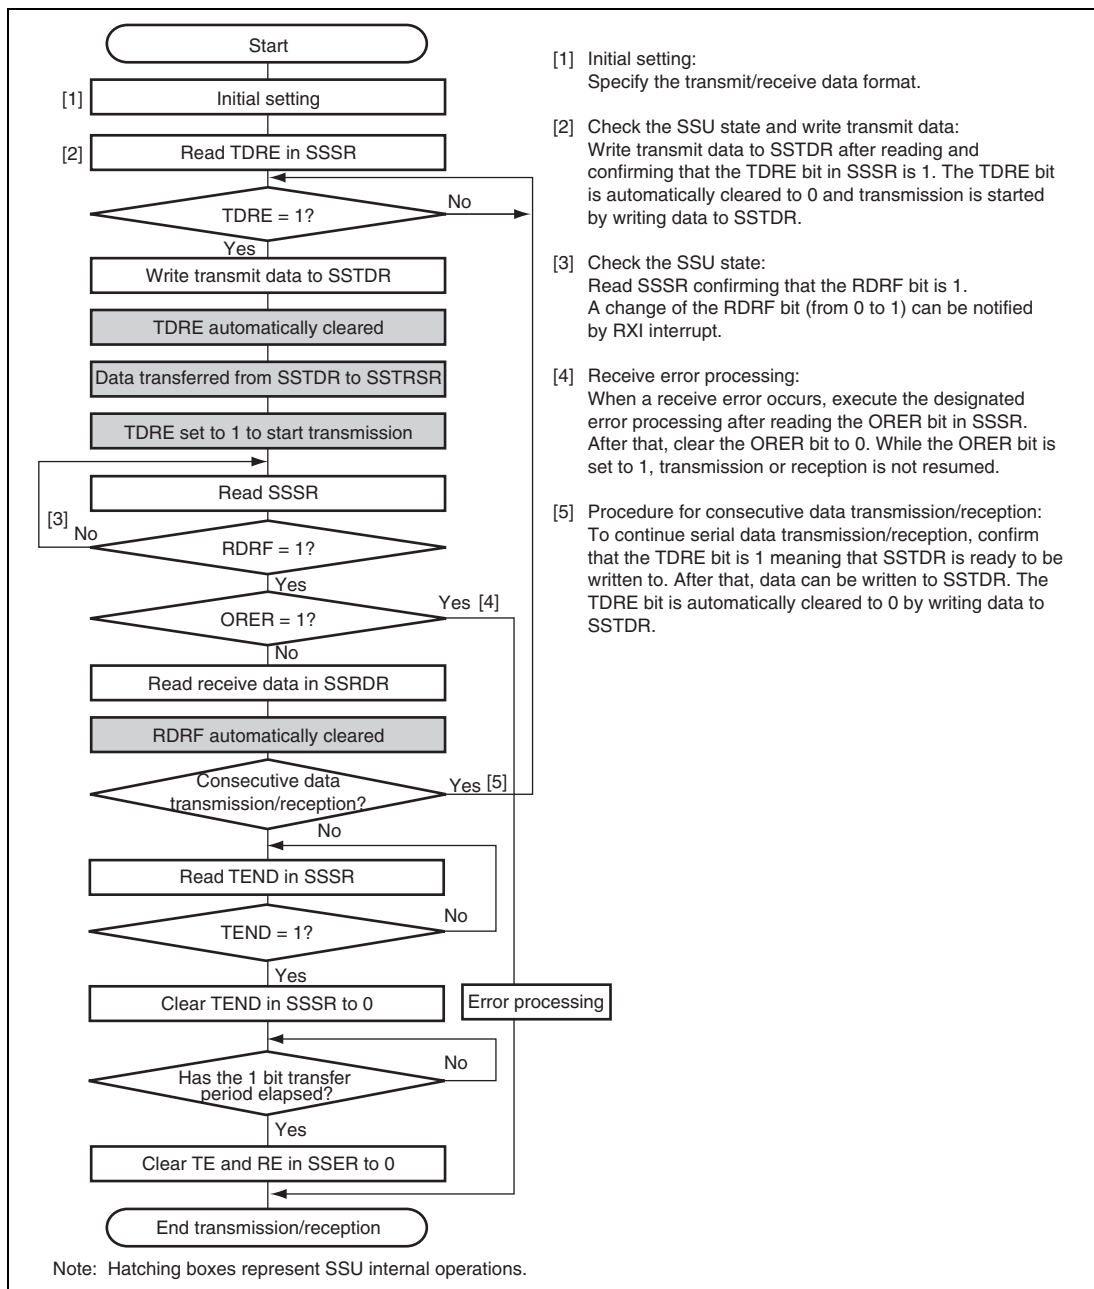 Start
[1] Initial setting
[2] Read TDRE in SSSR
TDRE = 1?
No
Yes
Write transmit data to SSTDR
TDRE automatically cleared
Data transferred from SSTDR to SSTRSR
TDRE set to 1 to start transmission
Read SSSR
[3]
No
RDRF = 1?
Yes
ORER = 1?
Yes [4]
No
Read receive data in SSRDR
RDRF automatically cleared
Consecutive data
transmission/reception?
Yes [5]
No
Read TEND in SSSR
TEND = 1?
No
Yes
Clear TEND in SSSR to 0
Error processing
Has the 1 bit transfer
period elapsed?
No
Yes
Clear TE and RE in SSER to 0
End transmission/reception
Note: Hatching boxes represent SSU internal operations.
[1] Initial setting:
Specify the transmit/receive data format.
[2] Check the SSU state and write transmit data:
Write transmit data to SSTDR after reading and
confirming that the TDRE bit in SSSR is 1. The TDRE bit
is automatically cleared to 0 and transmission is started
by writing data to SSTDR.
[3] Check the SSU state:
Read SSSR confirming that the RDRF bit is 1.
A change of the RDRF bit (from 0 to 1) can be notified
by RXI interrupt.
[4] Receive error processing:
When a receive error occurs, execute the designated
error processing after reading the ORER bit in SSSR.
After that, clear the ORER bit to 0. While the ORER bit is
set to 1, transmission or reception is not resumed.
[5] Procedure for consecutive data transmission/reception:
To continue serial data transmission/reception, confirm
that the TDRE bit is 1 meaning that SSTDR is ready to be
written to. After that, data can be written to SSTDR. The
TDRE bit is automatically cleared to 0 by writing data to
SSTDR.